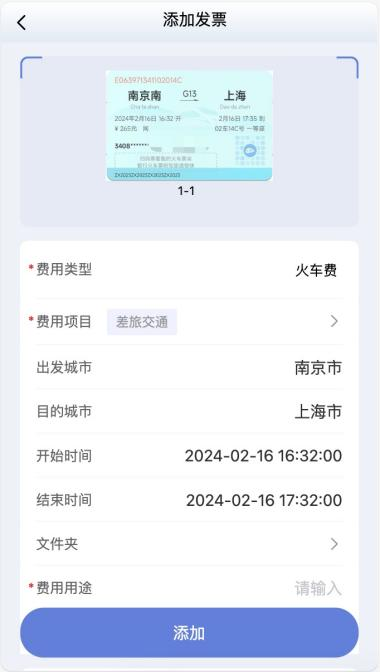 添加发票
E063971341102014C
南京南 G13 上海
2024年2月16日 16:32 开 2月16日 17:35 到
¥ 265元 网 02车14C号 一等座
3408******
1-1
*费用类型 火车费
*费用项目 差旅交通
出发城市 南京市
目的城市 上海市
开始时间 2024-02-16 16:32:00
结束时间 2024-02-16 17:32:00
文件夹
*费用用途 请输入
添加